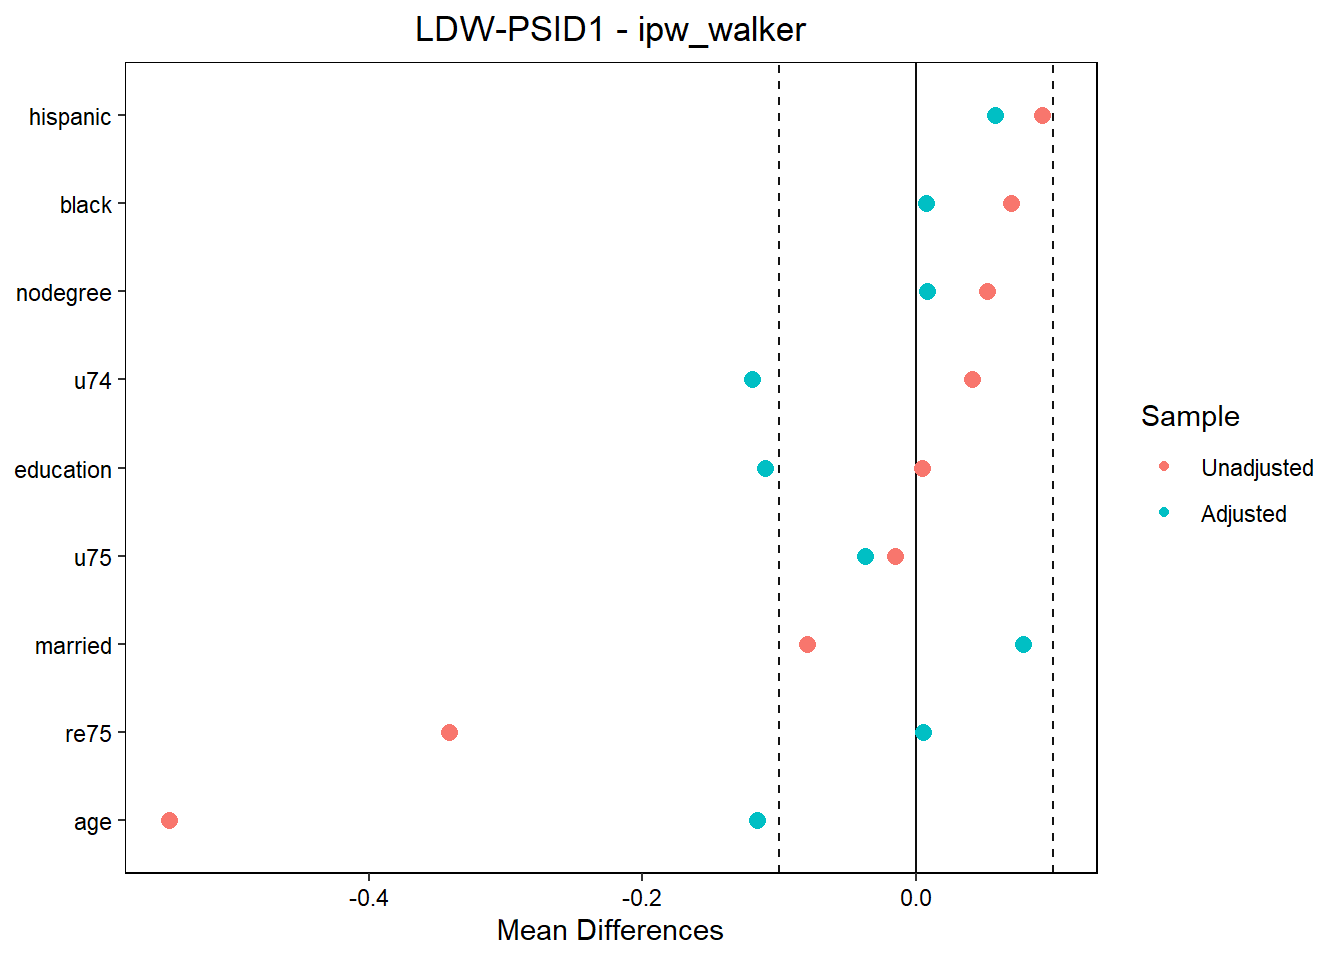 LDW-PSID1 - ipw_walker
hispanic
black
nodegree
u74
education
u75
married
re75
age
-0.4
-0.2
0.0
Mean Differences
Sample
Unadjusted
Adjusted